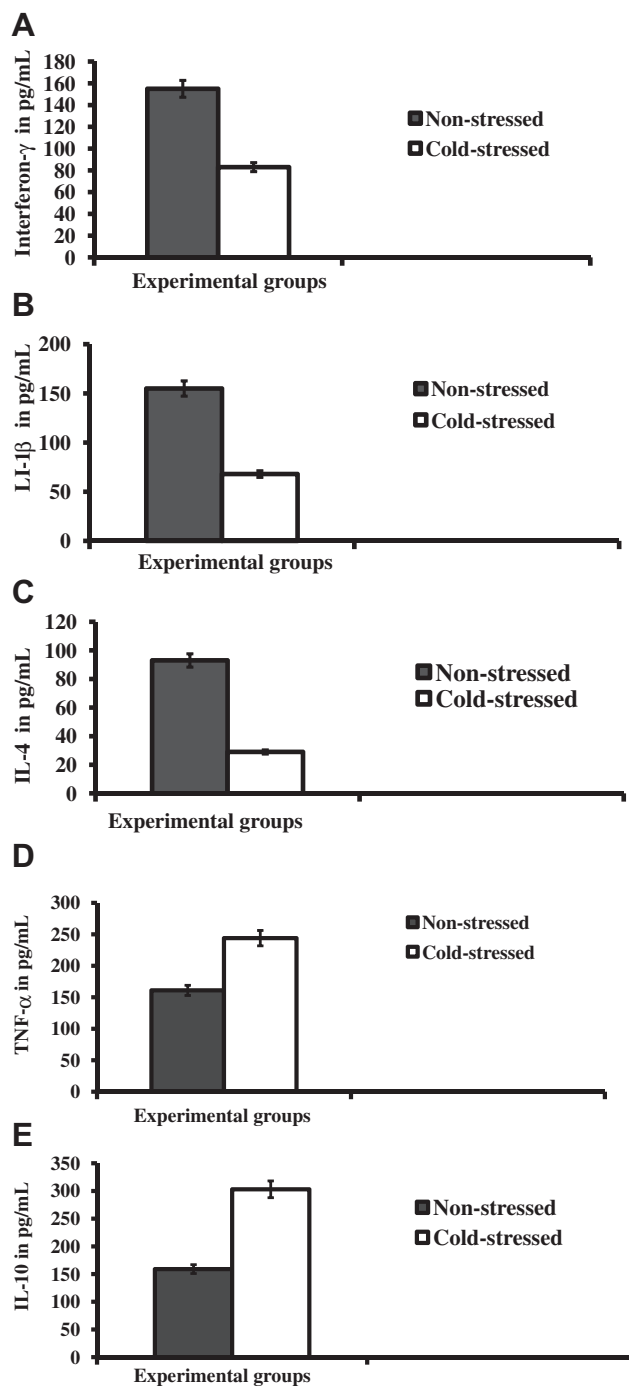 A
Interferon-γ in pg/mL
180
160
140
120
100
80
60
40
20
0
Non-stressed
Cold-stressed
Experimental groups
B
LI-1β in pg/mL
200
150
100
50
0
Non-stressed
Cold-stressed
Experimental groups
C
IL-4 in pg/mL
120
100
80
60
40
20
0
Non-stressed
Cold-stressed
Experimental groups
D
TNF-α in pg/mL
300
250
200
150
100
50
0
Non-stressed
Cold-stressed
Experimental groups
E
IL-10 in pg/mL
350
300
250
200
150
100
50
0
Non-stressed
Cold-stressed
Experimental groups